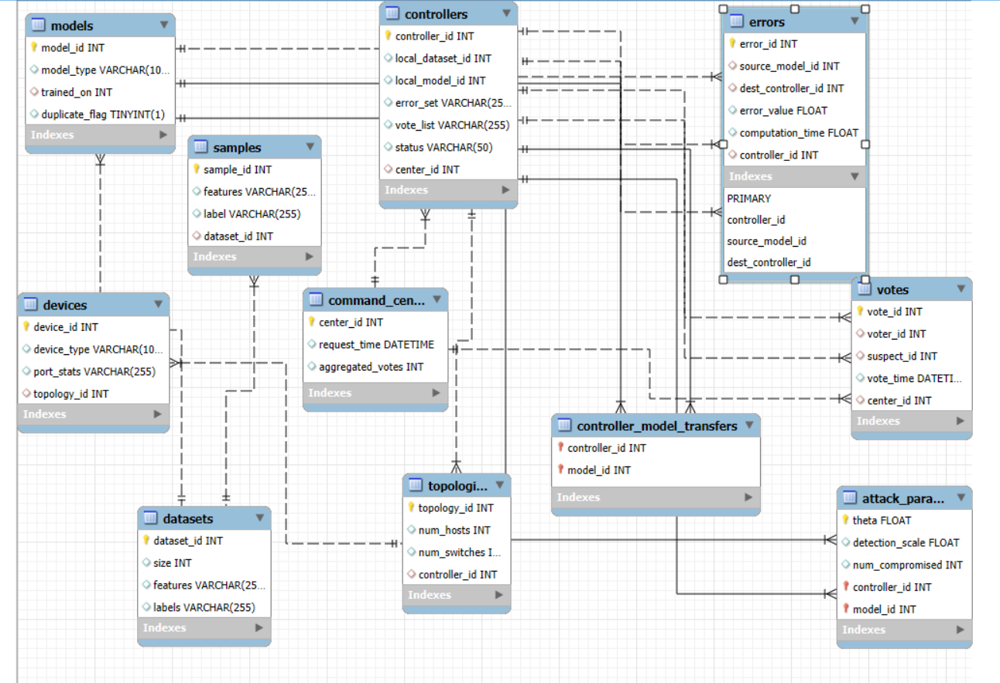 models
model_id INT
model_type VARCHAR(10...
trained_on INT
duplicate_flag TINYINT(1)
Indexes
controllers
controller_id INT
local_dataset_id INT
local_model_id INT
error_set VARCHAR(25...
vote_list VARCHAR(255)
status VARCHAR(50)
center_id INT
Indexes
errors
error_id INT
source_model_id INT
dest_controller_id INT
error_value FLOAT
computation_time FLOAT
controller_id INT
Indexes
PRIMARY
controller_id
source_model_id
dest_controller_id
samples
sample_id INT
features VARCHAR(25...
label VARCHAR(255)
dataset_id INT
Indexes
devices
device_id INT
device_type VARCHAR(10...
port_stats VARCHAR(255)
topology_id INT
Indexes
command_cen...
center_id INT
request_time DATETIME
aggregated_votes INT
Indexes
votes
vote_id INT
voter_id INT
suspect_id INT
vote_time DATETI...
center_id INT
Indexes
controller_model_transfers
controller_id INT
model_id INT
Indexes
datasets
dataset_id INT
size INT
features VARCHAR(25...
labels VARCHAR(255)
Indexes
topologi...
topology_id INT
num_hosts INT
num_switches I...
controller_id INT
Indexes
attack_para...
theta FLOAT
detection_scale FLOAT
num_compromised INT
controller_id INT
model_id INT
Indexes